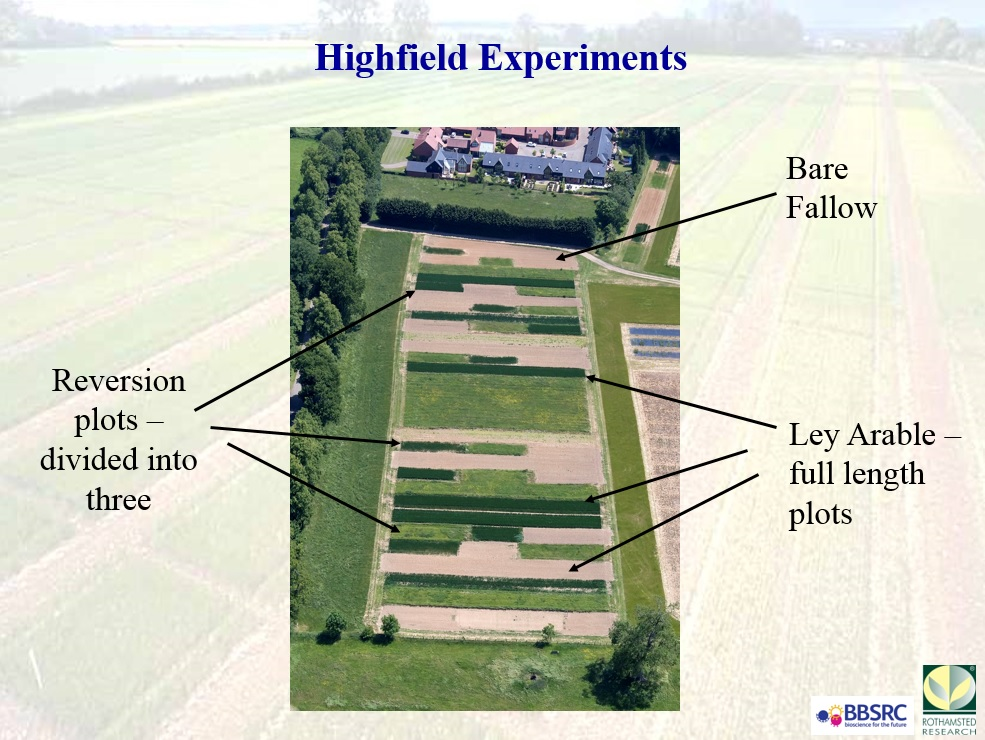 Highfield Experiments
Bare
Fallow
Reversion
plots –
divided into
three
Ley Arable –
full length
plots
BBSRC
bioscience for the future
ROTHAMSTED
RESEARCH